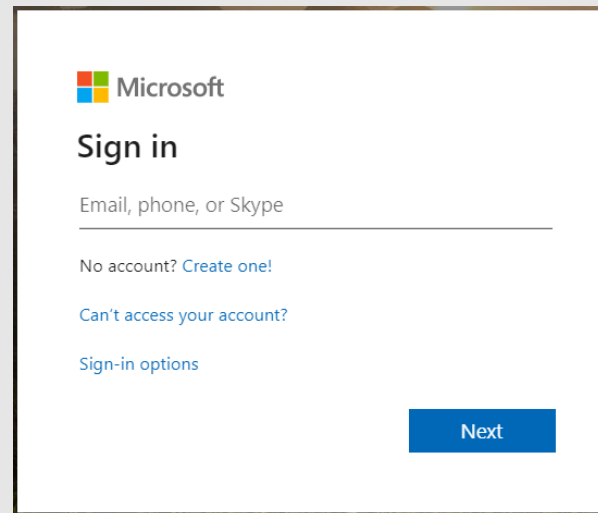 Microsoft
Sign in
Email, phone, or Skype
No account? Create one!
Can't access your account?
Sign-in options
Next